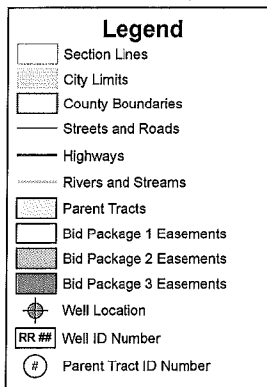 Legend
Section Lines
City Limits
County Boundaries
Streets and Roads
Highways
Rivers and Streams
Parent Tracts
Bid Package 1 Easements
Bid Package 2 Easements
Bid Package 3 Easements
Well Location
RR ## Well ID Number
# Parent Tract ID Number